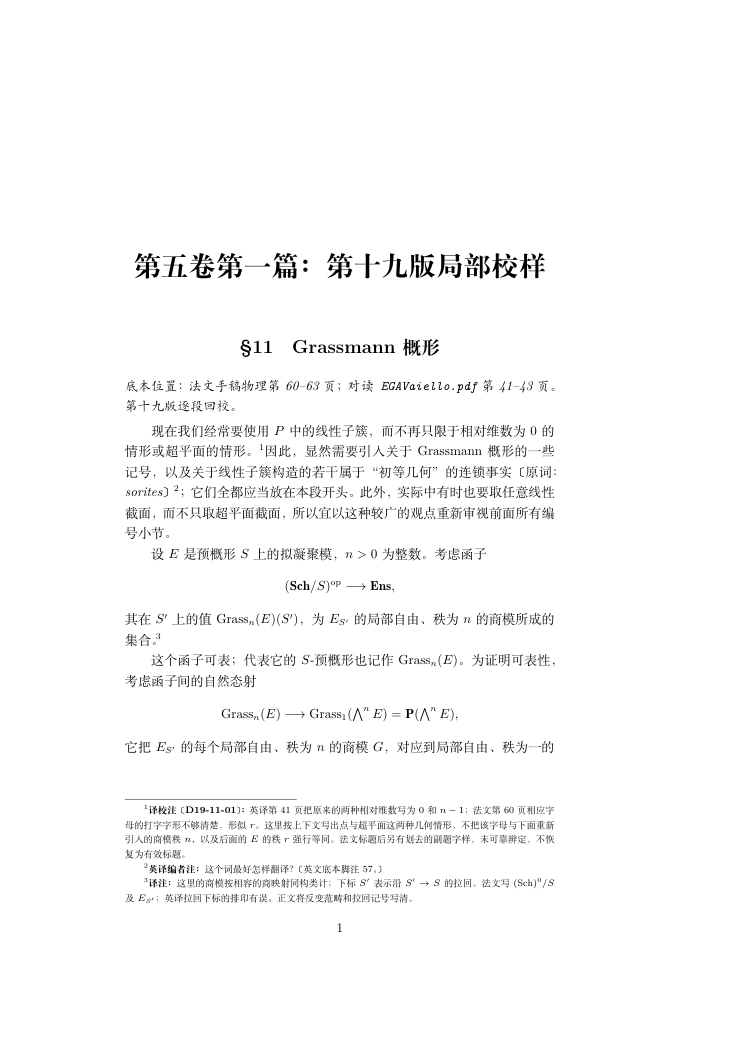 第五卷第一篇：第十九版局部校样
§11 Grassmann 概形
底本位置：法文手稿物理第 60–63 页；对读 EGAVaiello.pdf 第 41–43 页。
第十九版逐段回校。
现在我们经常要使用 P 中的线性子簇，而不再只限于相对维数为 0 的
情形或超平面的情形。¹因此，显然需要引入关于 Grassmann 概形的一些
记号，以及关于线性子簇构造的若干属于“初等几何”的连锁事实〔原词：
sorites〕²；它们全都应当放在本段开头。此外，实际中有时也要取任意线性
截面，而不只取超平面截面，所以宜以这种较广的观点重新审视前面所有编
号小节。
设 E 是预概形 S 上的拟凝聚模，n > 0 为整数。考虑函子
(Sch/S)ᵒᵖ ⟶ Ens,
其在 S′ 上的值 Grassₙ(E)(S′)，为 E_{S′} 的局部自由、秩为 n 的商模所成的
集合。³
这个函子可表；代表它的 S-预概形也记作 Grassₙ(E)。为证明可表性，
考虑函子间的自然态射
Grassₙ(E) ⟶ Grass₁(⋀ⁿ E) = P(⋀ⁿ E),
它把 E_{S′} 的每个局部自由、秩为 n 的商模 G，对应到局部自由、秩为一的
¹译校注〔D19-11-01〕：英译第 41 页把原来的两种相对维数写为 0 和 n − 1；法文第 60 页相应字
母的打字字形不够清楚，形似 r。这里按上下文写出点与超平面这两种几何情形，不把该字母与下面重新
引入的商模秩 n、以及后面的 E 的秩 r 强行等同。法文标题后另有划去的副题字样，未可靠辨定，不恢
复为有效标题。
²英译编者注：这个词最好怎样翻译？〔英文底本脚注 57。〕
³译注：这里的商模按相容的商映射同构类计；下标 S′ 表示沿 S′ → S 的拉回。法文写 (Sch)⁰/S
及 E_{S′}；英译拉回下标的排印有误。正文将反变范畴和拉回记号写清。
1